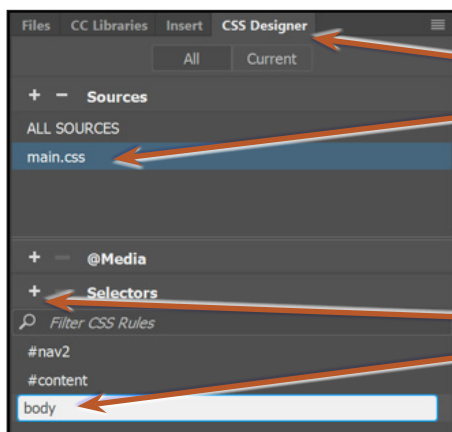 Files CC Libraries Insert CSS Designer
All Current
+ − Sources
ALL SOURCES
main.css
+ − @Media
+ − Selectors
Filter CSS Rules
#nav2
#content
body